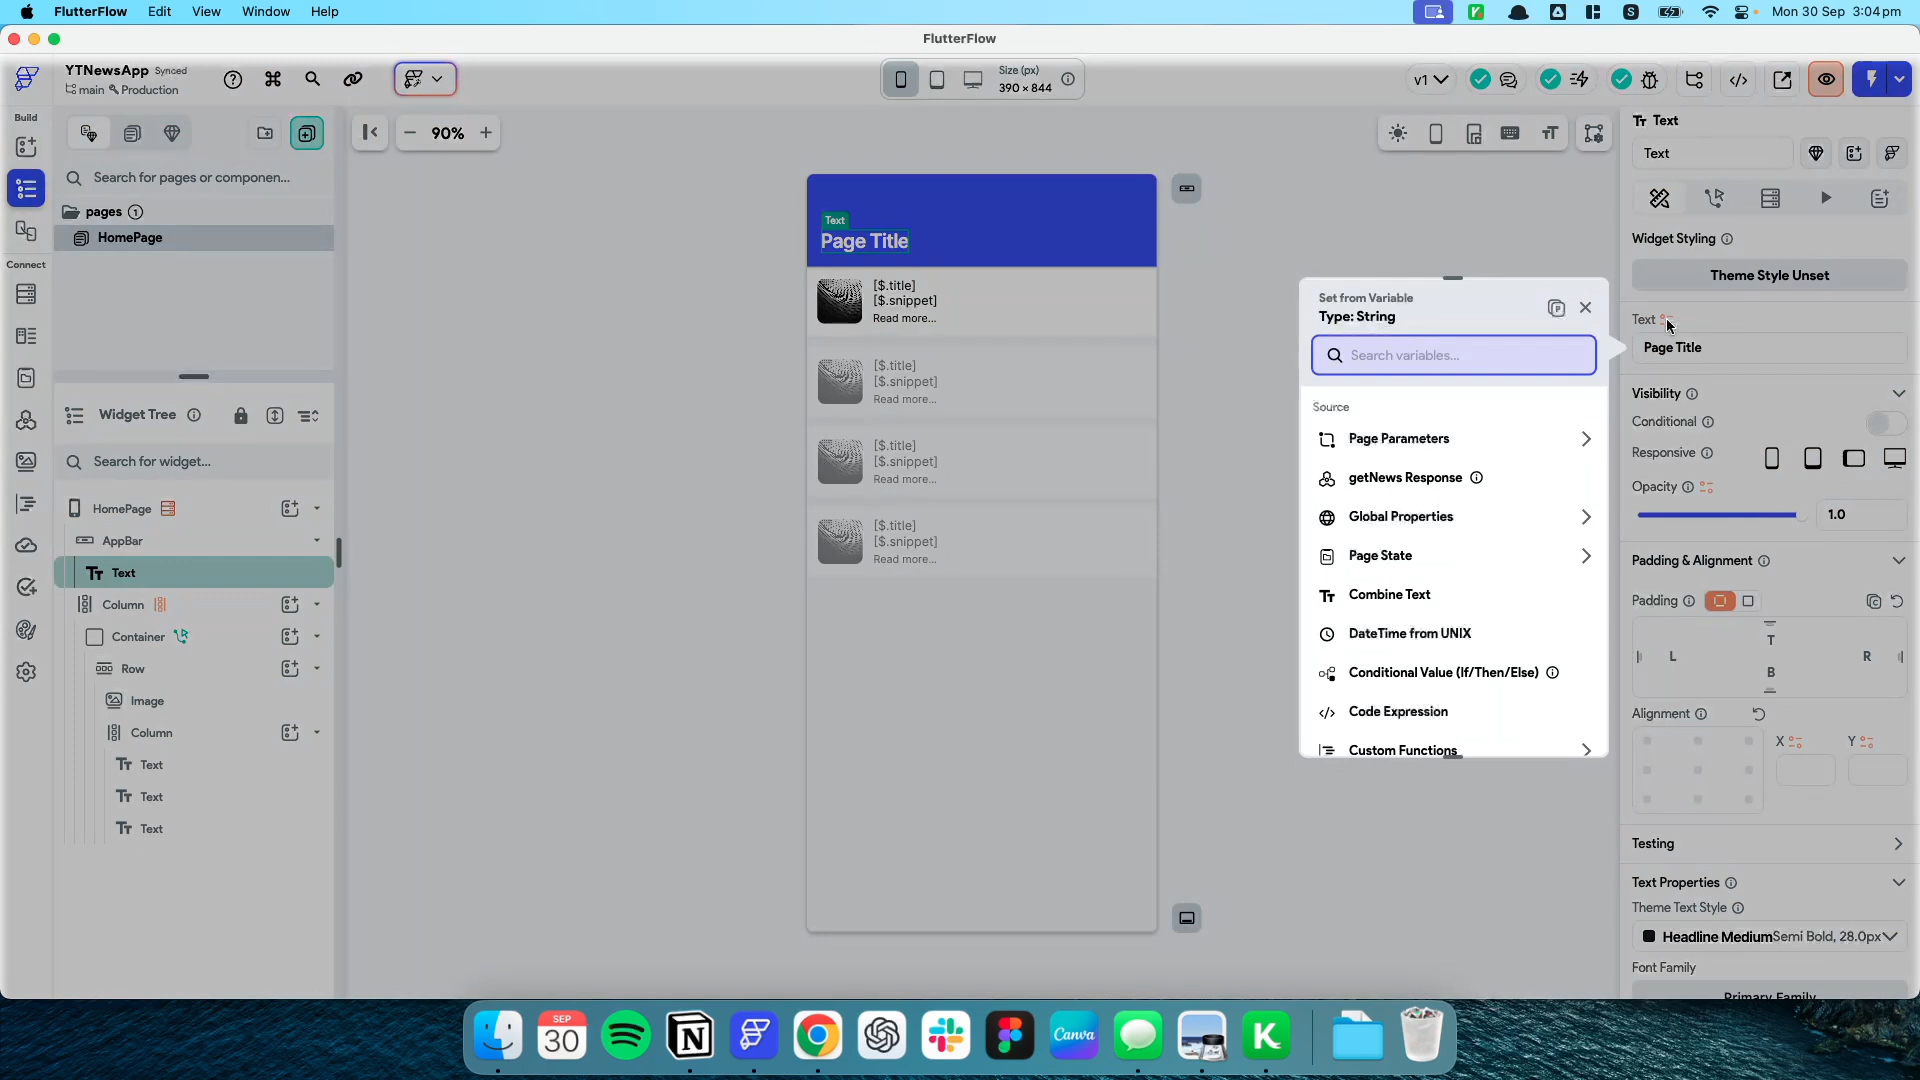 FlutterFlow Edit View Window Help
Mon 30 Sep 3:04 pm
FlutterFlow
YTNewsApp Synced
main Production
Size (px)
390 × 844
v1
Build
90%
Search for pages or componen...
pages 1
HomePage
Connect
Widget Tree
Search for widget...
HomePage
AppBar
Text
Column
Container
Row
Image
Column
Text
Text
Text
Text
Page Title
[$.title]
[$.snippet]
Read more...
[$.title]
[$.snippet]
Read more...
[$.title]
[$.snippet]
Read more...
[$.title]
[$.snippet]
Read more...
Set from Variable
Type: String
Search variables...
Source
Page Parameters
getNews Response
Global Properties
Page State
Combine Text
DateTime from UNIX
Conditional Value (If/Then/Else)
Code Expression
Custom Functions
Text
Text
Widget Styling
Theme Style Unset
Text
Page Title
Visibility
Conditional
Responsive
Opacity
1.0
Padding & Alignment
Padding
T
L R
B
Alignment
X Y
Testing
Text Properties
Theme Text Style
Headline Medium Semi Bold, 28.0px
Font Family
Primary Family
SEP
30
Canva